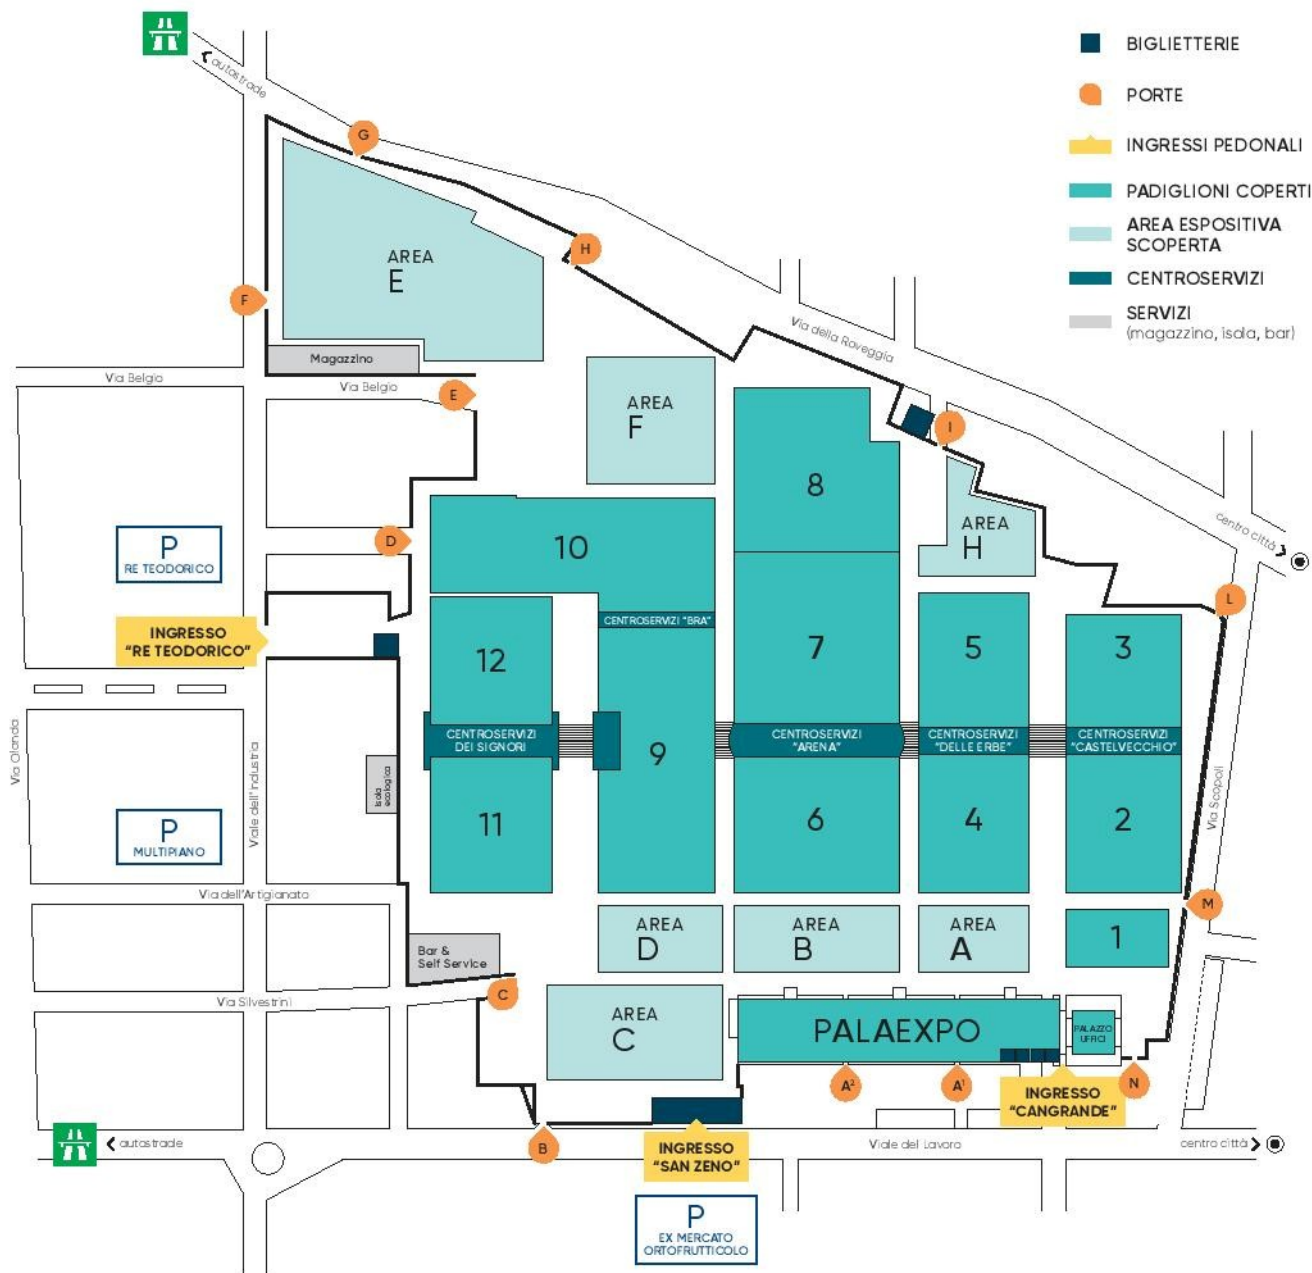 BIGLIETTERIE
PORTE
INGRESSI PEDONALI
PADIGLIONI COPERTI
AREA ESPOSITIVA
SCOPERTA
CENTROSERVIZI
SERVIZI
(magazzino, isola, bar)
autostrade
G
H
AREA
E
F
Magazzino
Via Belgio
Via Belgio
E
Via della Roveggia
AREA
F
I
8
AREA
H
centro città
P
RE TEODORICO
D
10
L
INGRESSO
"RE TEODORICO"
CENTROSERVIZI "BRA"
12
7
5
3
CENTROSERVIZI
DEI SIGNORI
9
CENTROSERVIZI
"ARENA"
CENTROSERVIZI
"DELLE ERBE"
CENTROSERVIZI
"CASTELVECCHIO"
Via Olanda
Viale dell'Industria
Isola
ecologica
Via Scopoli
P
MULTIPIANO
11
6
4
2
Via dell'Artigianato
M
AREA
D
AREA
B
AREA
A
1
Bar &
Self Service
C
Via Silvestrini
AREA
C
PALAEXPO
PALAZZO
UFFICI
A²
A¹
N
INGRESSO
"CANGRANDE"
autostrade
B
INGRESSO
"SAN ZENO"
Viale del Lavoro
centro città
P
EX MERCATO
ORTOFRUTTICOLO